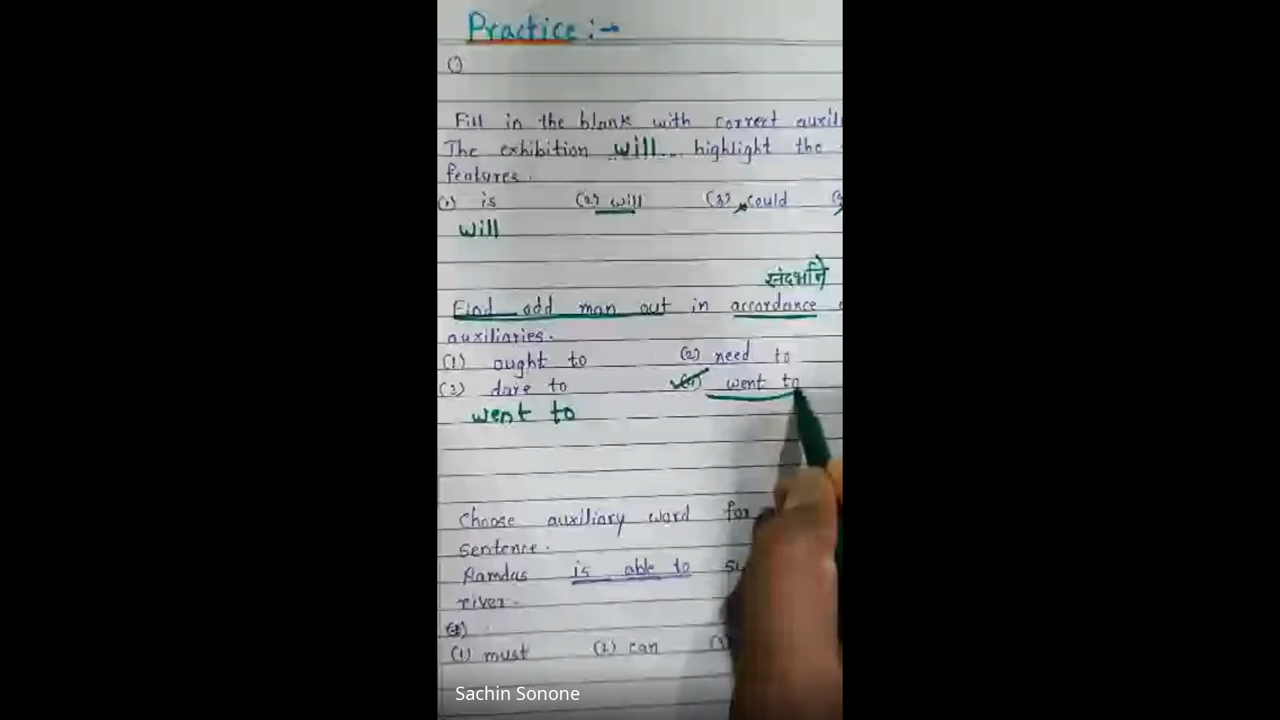 Practice :-
Fill in the blank with correct
The exhibition will highlight the
features.
(1) is (2) will (3) could
will
संदर्भाने
Find odd man out in accordance
auxiliaries.
(1) ought to (2) need to
(3) dare to (4) went to
went to
Choose auxiliary word for
sentence.
Ramdas is able to
river.
(1) must (2) can (3)
Sachin Sonone